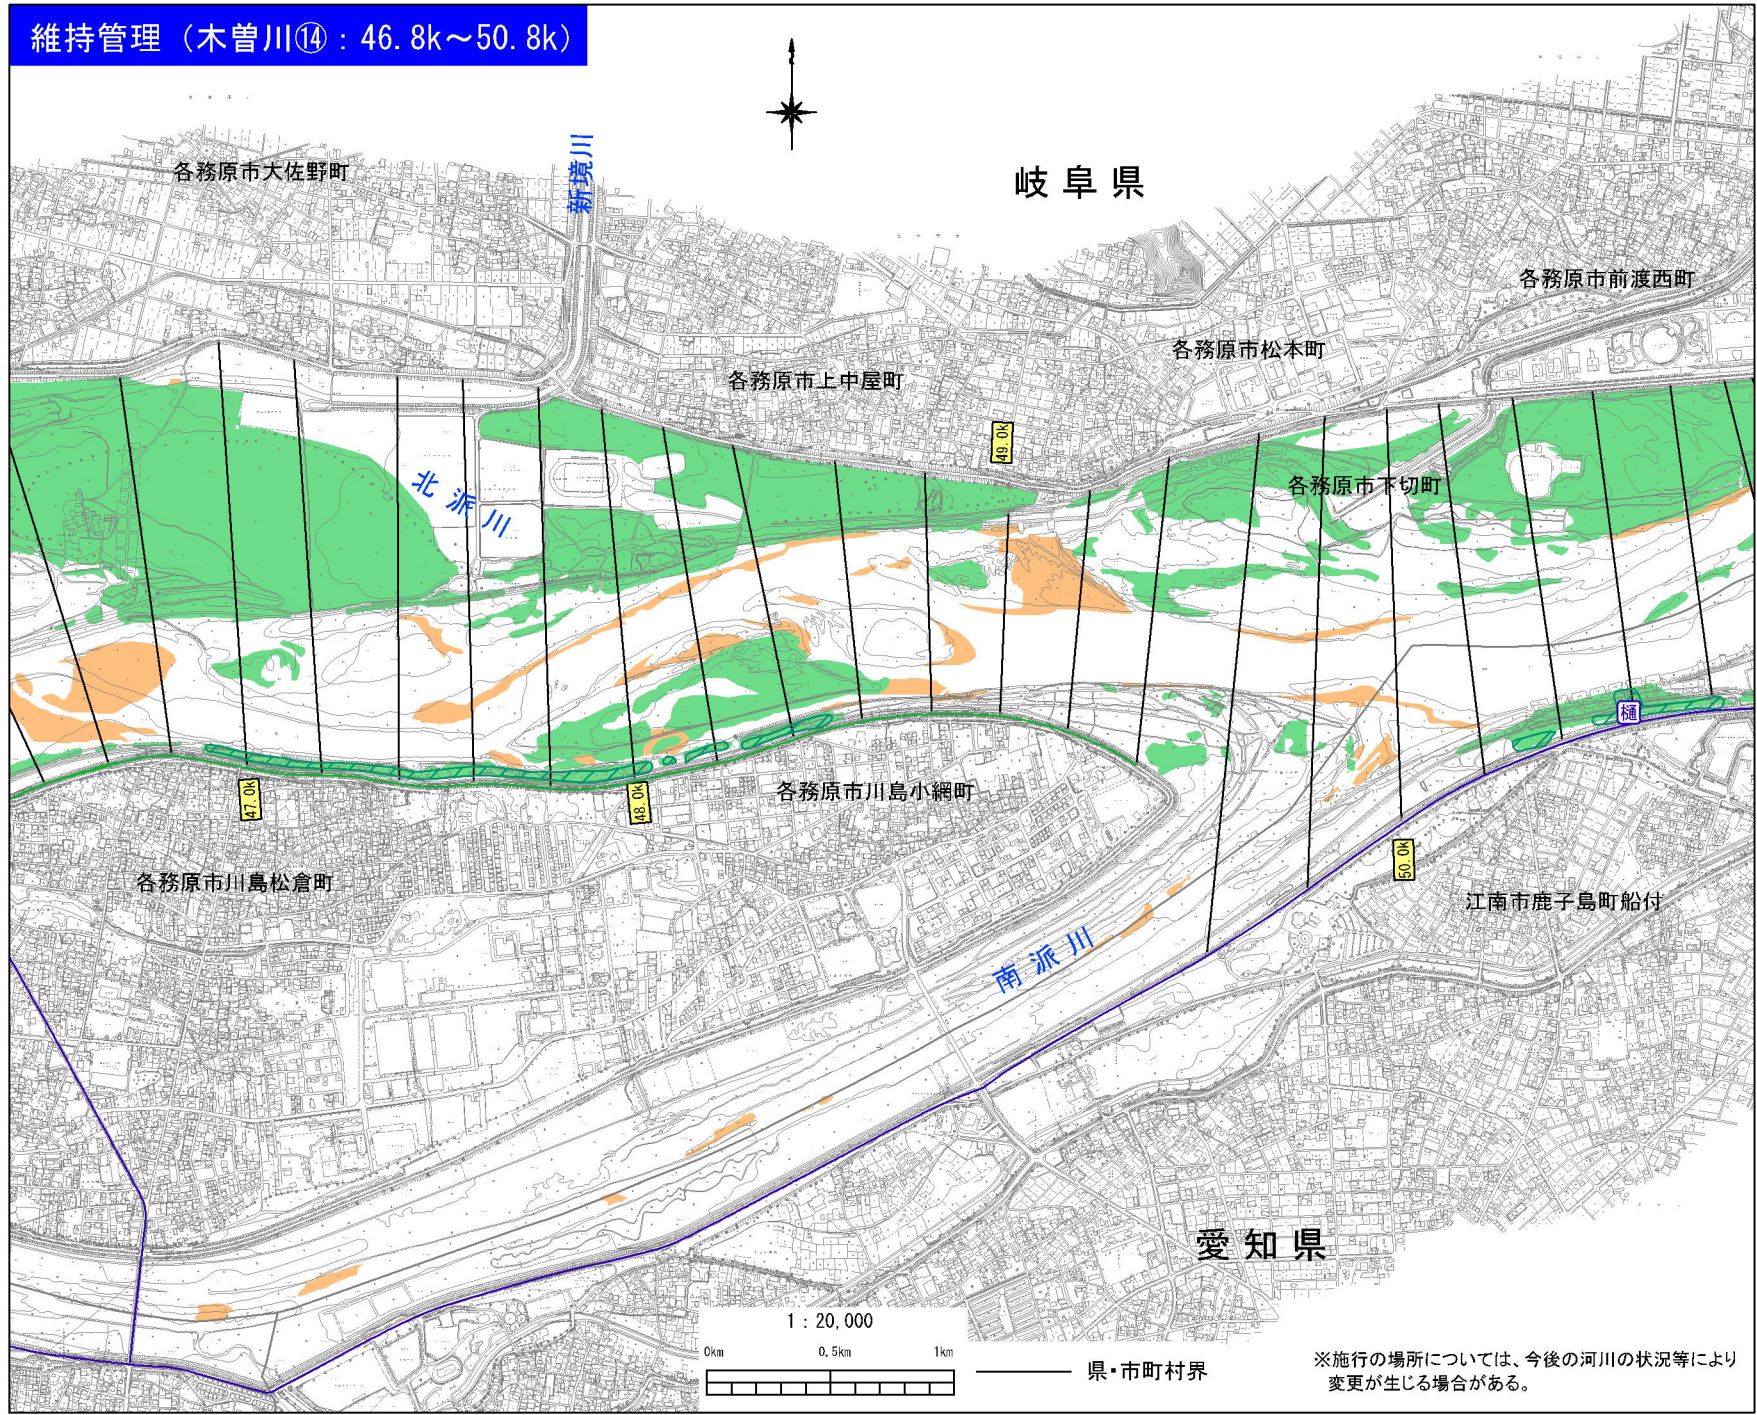 維持管理（木曽川⑭：46.8k～50.8k）
各務原市大佐野町
新境川
岐阜県
各務原市前渡西町
各務原市松本町
各務原市上中屋町
49.0k
北派川
各務原市下切町
樋
47.0k
48.0k
各務原市川島小網町
50.0k
各務原市川島松倉町
江南市鹿子島町船付
南派川
愛知県
1：20,000
0km 0.5km 1km
県・市町村界
※施行の場所については、今後の河川の状況等により
変更が生じる場合がある。